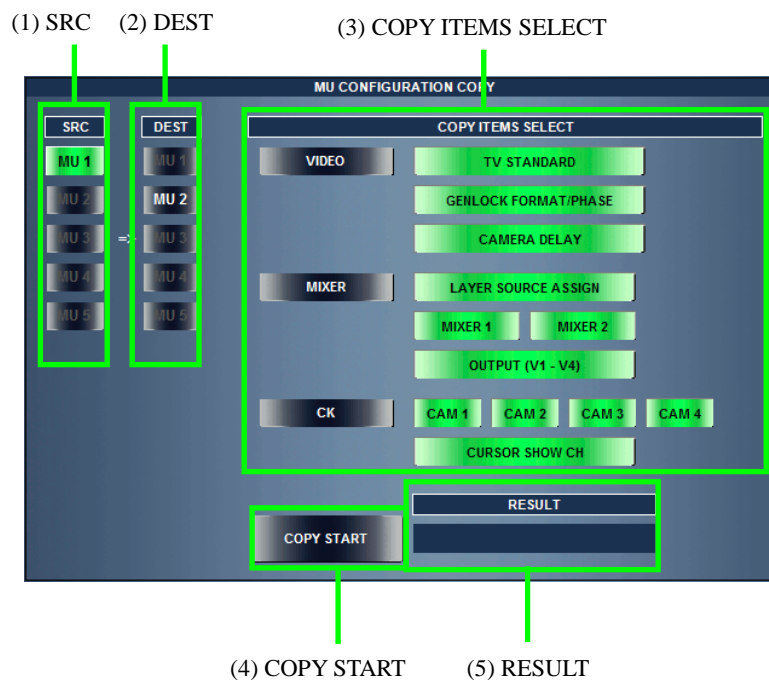 (1) SRC (2) DEST (3) COPY ITEMS SELECT
MU CONFIGURATION COPY
SRC DEST COPY ITEMS SELECT
MU 1 MU 1 VIDEO TV STANDARD
MU 2 MU 2 GENLOCK FORMAT/PHASE
MU 3 => MU 3 CAMERA DELAY
MU 4 MU 4 MIXER LAYER SOURCE ASSIGN
MU 5 MU 5 MIXER 1 MIXER 2
OUTPUT (V1 - V4)
CK CAM 1 CAM 2 CAM 3 CAM 4
CURSOR SHOW CH
RESULT
COPY START
(4) COPY START (5) RESULT